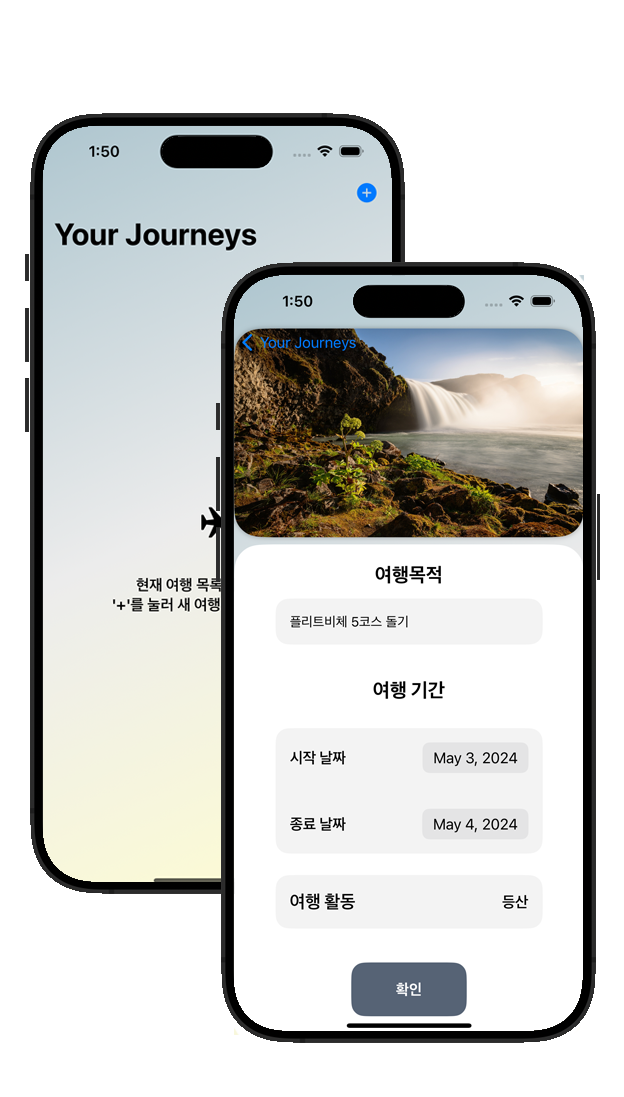 1:50
Your Journeys
현재 여행 목록
'+'를 눌러 새 여행
1:50
Your Journeys
여행목적
플리트비체 5코스 돌기
여행 기간
시작 날짜 May 3, 2024
종료 날짜 May 4, 2024
여행 활동 등산
확인